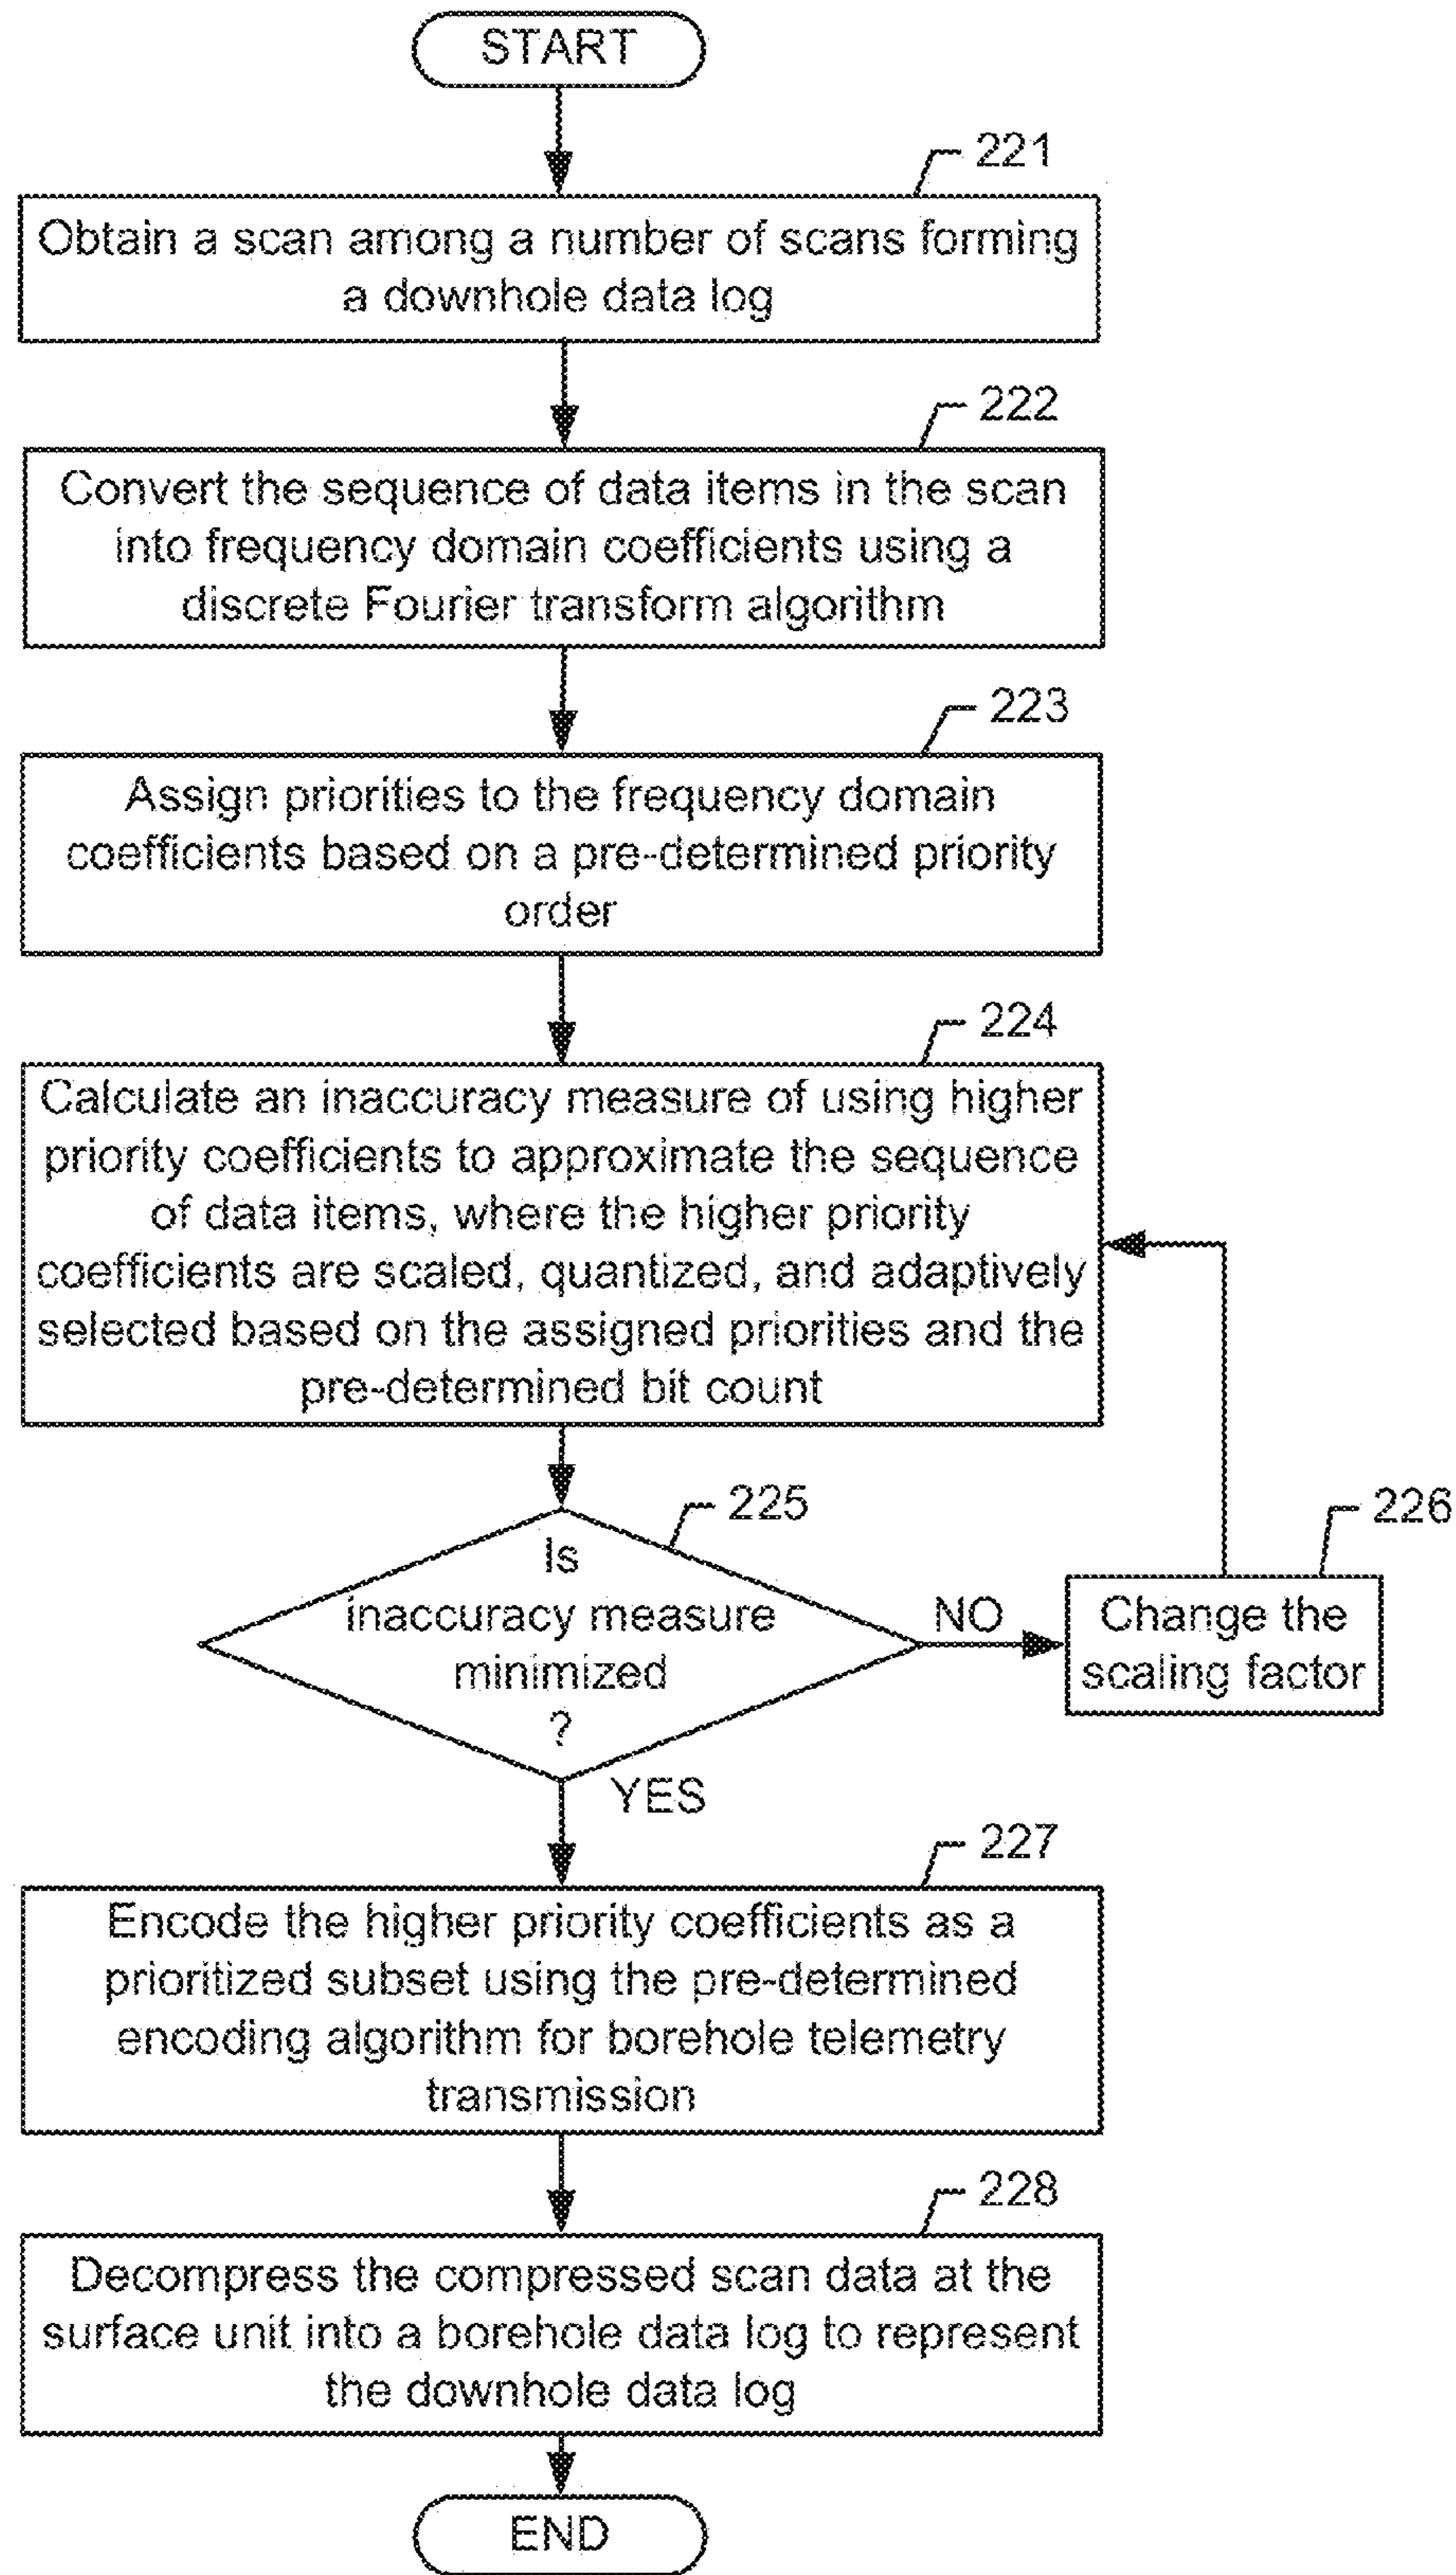 START
221
Obtain a scan among a number of scans forming
a downhole data log
222
Convert the sequence of data items in the scan
into frequency domain coefficients using a
discrete Fourier transform algorithm
223
Assign priorities to the frequency domain
coefficients based on a pre-determined priority
order
224
Calculate an inaccuracy measure of using higher
priority coefficients to approximate the sequence
of data items, where the higher priority
coefficients are scaled, quantized, and adaptively
selected based on the assigned priorities and the
pre-determined bit count
225
Is
inaccuracy measure
minimized
?
NO
226
Change the
scaling factor
YES
227
Encode the higher priority coefficients as a
prioritized subset using the pre-determined
encoding algorithm for borehole telemetry
transmission
228
Decompress the compressed scan data at the
surface unit into a borehole data log to represent
the downhole data log
END